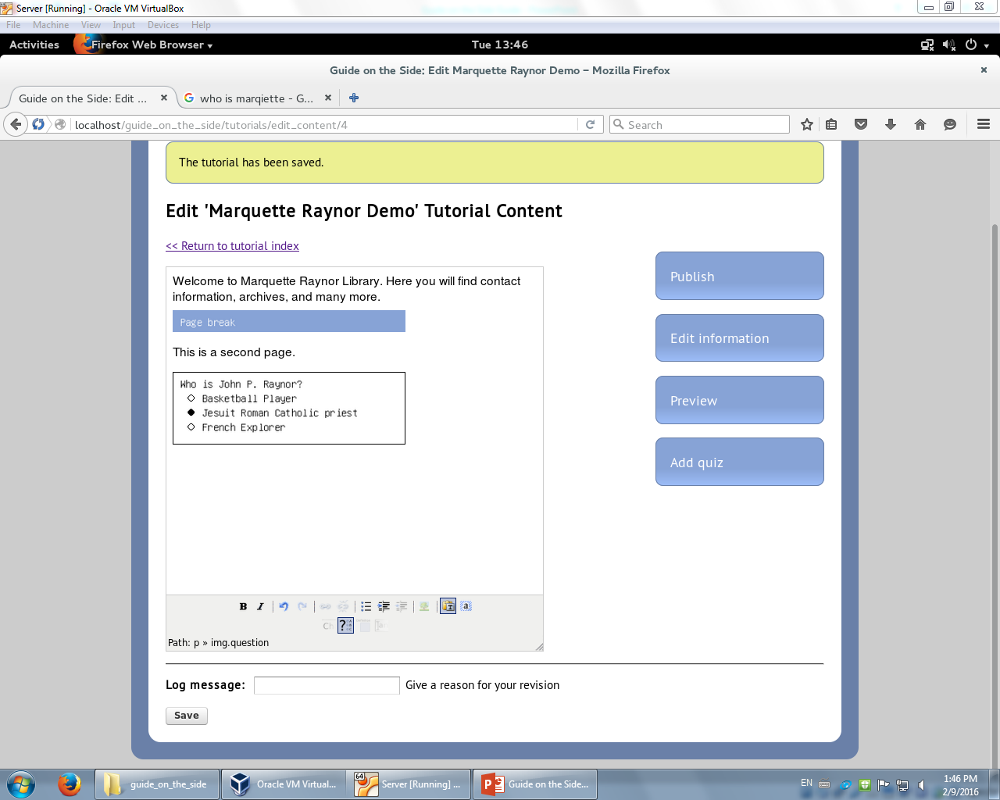 Server [Running] - Oracle VM VirtualBox
File Machine View Input Devices Help
Activities Firefox Web Browser Tue 13:46
Guide on the Side: Edit Marquette Raynor Demo – Mozilla Firefox
Guide on the Side: Edit ... who is marqiette - G...
localhost/guide_on_the_side/tutorials/edit_content/4 Search
The tutorial has been saved.
Edit 'Marquette Raynor Demo' Tutorial Content
<< Return to tutorial index
Welcome to Marquette Raynor Library. Here you will find contact
information, archives, and many more.
Page break
This is a second page.
Who is John P. Raynor?
Basketball Player
Jesuit Roman Catholic priest
French Explorer
Publish
Edit information
Preview
Add quiz
B I
Path: p » img.question
Log message: Give a reason for your revision
Save
guide_on_the_side Oracle VM Virtual... 64 Server [Running] ... Guide on the Side... EN 1:46 PM
2/9/2016